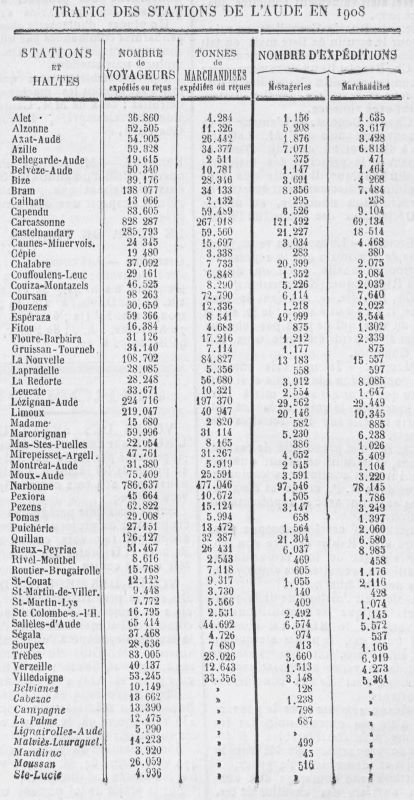 TRAFIC DES STATIONS DE L'AUDE EN 1908
STATIONS ET HALTES | NOMBRE de VOYAGEURS expédiés ou reçus | TONNES de MARCHANDISES expédiées ou reçues | NOMBRE D'EXPÉDITIONS Messageries | Marchandises
Alet 36.860 4.284 1.156 1.635
Alzonne 52.505 11.326 5 208 3.617
Azat-Aude 54.905 26.442 1.876 3.428
Azille 59.828 34.377 7.071 6.813
Bellegarde-Aude 19.615 2 511 375 471
Belvèze-Aude 50.340 10.781 1.147 1.404
Bize 39.176 28.346 3.691 4 268
Bram 138 077 34 133 8.356 7.484
Cailhau 13 066 2.132 295 238
Capendu 83.605 59.489 6,526 9.104
Carcassonne 828 287 267 918 121.492 69.134
Castelnaudary 285.793 59.560 21.227 18 514
Caunes-Minervois. 24 345 15.697 3.034 4.468
Cépie 19 480 3.338 283 380
Chalabre 37.092 7 733 20.399 2.075
Couffoulens-Leuc 29 161 6.848 1.352 3.084
Couiza-Montazels 46,525 8.290 5.226 2.039
Coursan 98 263 72,790 6,114 7,640
Douzens 30.659 12,336 1.218 2.022
Espéraza 59 366 8 541 49,999 3,544
Fitou 16,384 4.683 875 1.302
Floure-Barbaira 31 126 17.216 1,212 2.339
Gruissan-Tourneb. 34.140 7.114 1,177 875
La Nouvelle 108,702 84,827 13 183 15 557
Lapradelle 28,085 5,356 558 597
La Redorte 28.248 56,680 3,912 8,085
Leucate 33,671 10 321 2,554 1,647
Lézignan-Aude 224 716 197 370 29,562 29,449
Limoux 219,047 40 947 20,146 10,345
Madame 15 680 2 820 582 885
Marcorignan 59,996 31 114 5,230 6,238
Mas-Stes-Puelles 22,054 8,165 386 1,026
Mirepeisset-Argell. 47,761 31,267 4,652 5,409
Montréal-Aude 31,380 5,919 2 545 1,104
Moux-Aude 75,409 25,591 3,591 3,220
Narbonne 786,637 477,046 97,546 78,145
Pexiora 45 664 10,672 1,505 1,786
Pezens 62,822 15,124 3,147 3,249
Pomas 29,008 5,994 658 1,397
Puichérie 27,151 13,472 1,564 2,060
Quillan 126,127 32 387 21,304 6,580
Rieux-Peyriac 51,467 26 431 6,037 8,985
Rivel-Montbel 8,616 2,543 469 458
Routier-Brugairolle 15,768 7,118 605 1,176
St-Couat 12,122 9,317 1,055 2,116
St-Martin-de-Viller. 9,448 3,730 140 428
St-Martin-Lys 7,772 5,566 409 1,074
Ste Colombe-s.-l'H. 16,795 2,531 2,492 1,145
Sallèles-d'Aude 65 414 44,692 6,574 5,572
Ségala 37,468 4,726 974 537
Soupex 28,636 7 680 413 1,166
Trèbes 83,005 28,026 3,660 6,919
Verzeille 40,137 12,643 1,513 4,273
Villedaigne 53,245 33,356 3,148 5,361
Belvianes 10,149 » 128 »
Cabezac 13 662 » 1,238 »
Campagne 13,390 » 798 »
La Palme 12,475 » 687 »
Lignairolles-Aude 5,990 » » »
Malviès-Lauraguel. 14,223 » 499 »
Mandirac 3,920 » 45 »
Moussan 26,059 » 516 »
Ste-Lucie 4,936 » » »